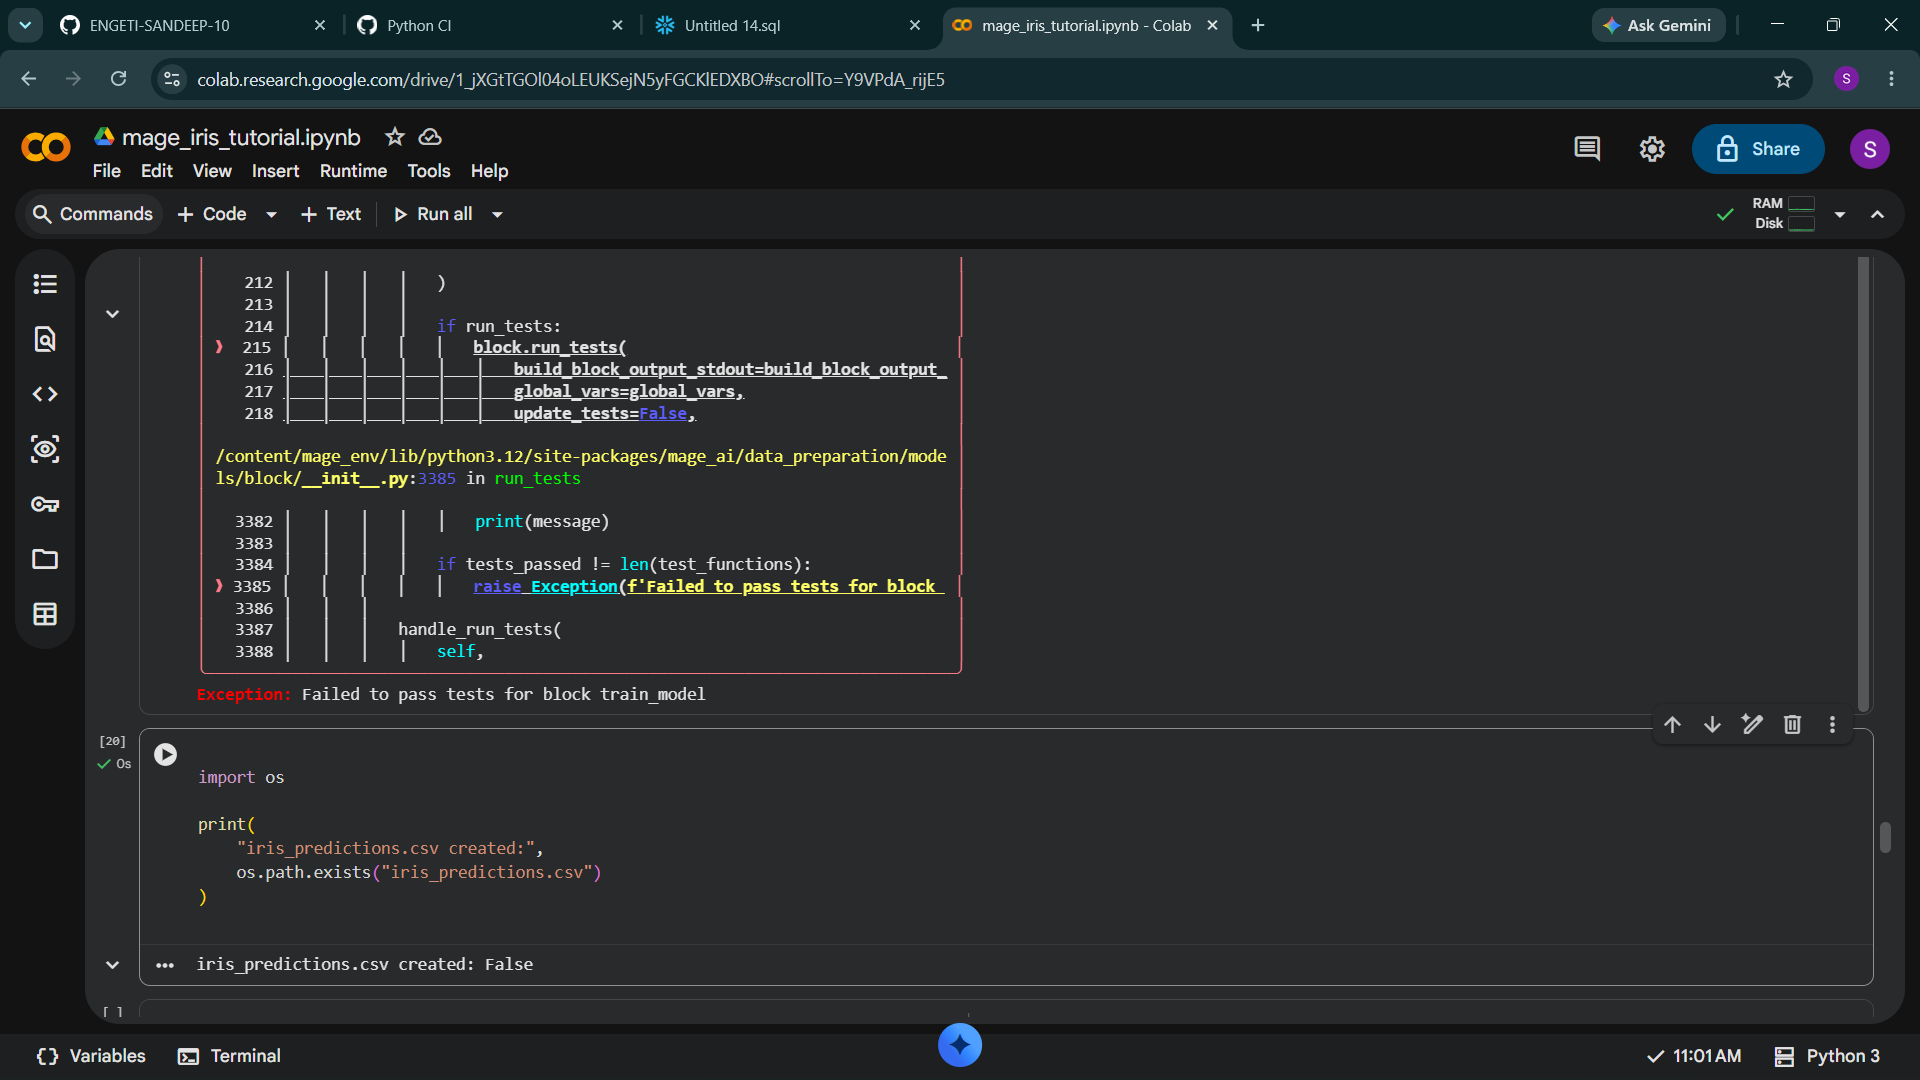 ENGETI-SANDEEP-10
Python CI
Untitled 14.sql
mage_iris_tutorial.ipynb - Colab
Ask Gemini
colab.research.google.com/drive/1_jXGtTGOl04oLEUKSejN5yFGCKlEDXBO#scrollTo=Y9VPdA_rijE5
S
mage_iris_tutorial.ipynb
File Edit View Insert Runtime Tools Help
Share
S
Commands + Code + Text Run all
RAM
Disk
212 )
213
214 if run_tests:
❱ 215 block.run_tests(
216 build_block_output_stdout=build_block_output_
217 global_vars=global_vars,
218 update_tests=False,
/content/mage_env/lib/python3.12/site-packages/mage_ai/data_preparation/mode
ls/block/__init__.py:3385 in run_tests
3382 print(message)
3383
3384 if tests_passed != len(test_functions):
❱ 3385 raise Exception(f'Failed to pass tests for block
3386
3387 handle_run_tests(
3388 self,
Exception: Failed to pass tests for block train_model
[20]
0s
import os
print(
"iris_predictions.csv created:",
os.path.exists("iris_predictions.csv")
)
iris_predictions.csv created: False
[ ]
Variables
Terminal
11:01 AM
Python 3